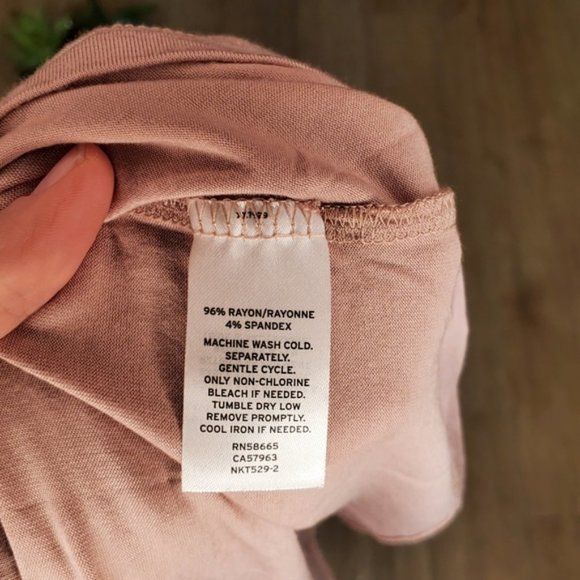 96% RAYON/RAYONNE
4% SPANDEX
MACHINE WASH COLD.
SEPARATELY.
GENTLE CYCLE.
ONLY NON-CHLORINE
BLEACH IF NEEDED.
TUMBLE DRY LOW
REMOVE PROMPTLY.
COOL IRON IF NEEDED.
RN58665
CA57963
NKT529-2